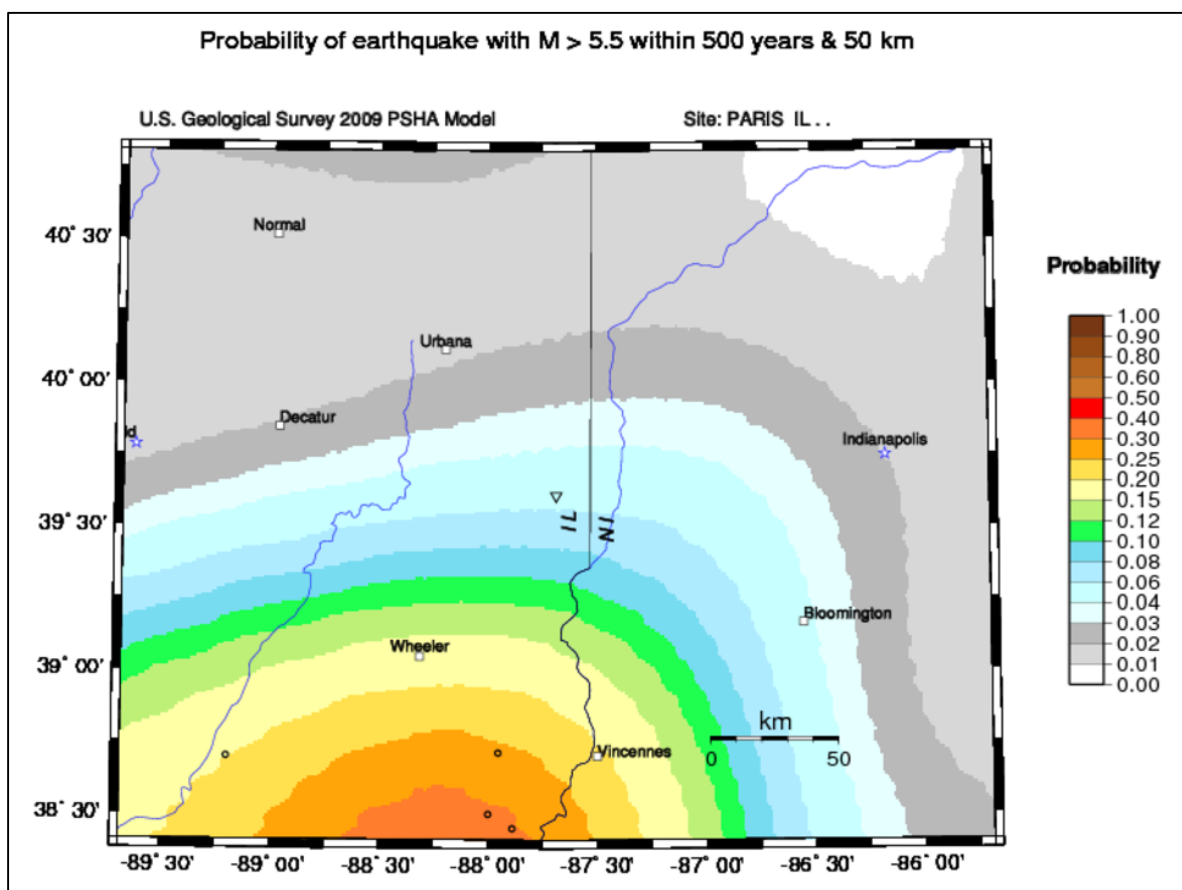 Probability of earthquake with M > 5.5 within 500 years & 50 km
U.S. Geological Survey 2009 PSHA Model
Site: PARIS IL . .
40° 30'
40° 00'
39° 30'
39° 00'
38° 30'
Normal
Urbana
Decatur
ld
Indianapolis
IL
IN
Bloomington
Wheeler
km
0
50
Vincennes
-89° 30'
-89° 00'
-88° 30'
-88° 00'
-87° 30'
-87° 00'
-86° 30'
-86° 00'
Probability
1.00
0.90
0.80
0.60
0.50
0.40
0.30
0.25
0.20
0.15
0.12
0.10
0.08
0.06
0.04
0.03
0.02
0.01
0.00